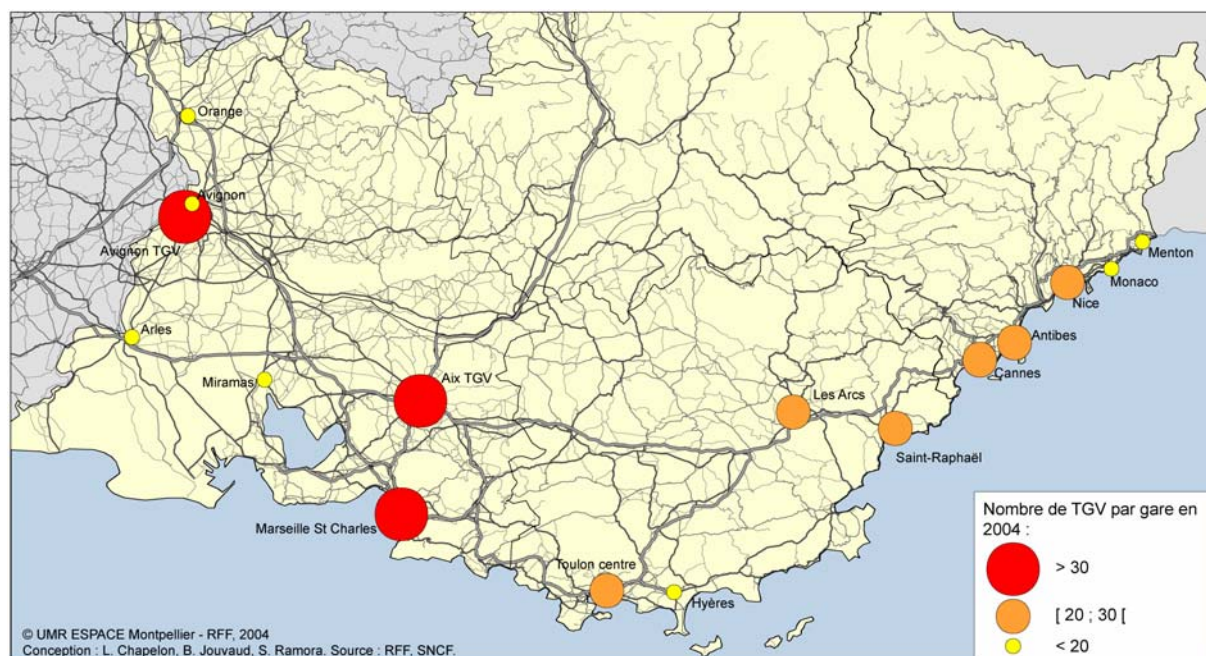 Orange
Avignon
Avignon TGV
Menton
Monaco
Nice
Arles
Antibes
Cannes
Miramas
Aix TGV
Les Arcs
Saint-Raphaël
Marseille St Charles
Toulon centre
Hyères
Nombre de TGV par gare en
2004 :
> 30
[ 20 ; 30 [
< 20
© UMR ESPACE Montpellier - RFF, 2004
Conception : L. Chapelon, B. Jouvaud, S. Ramora. Source : RFF, SNCF.